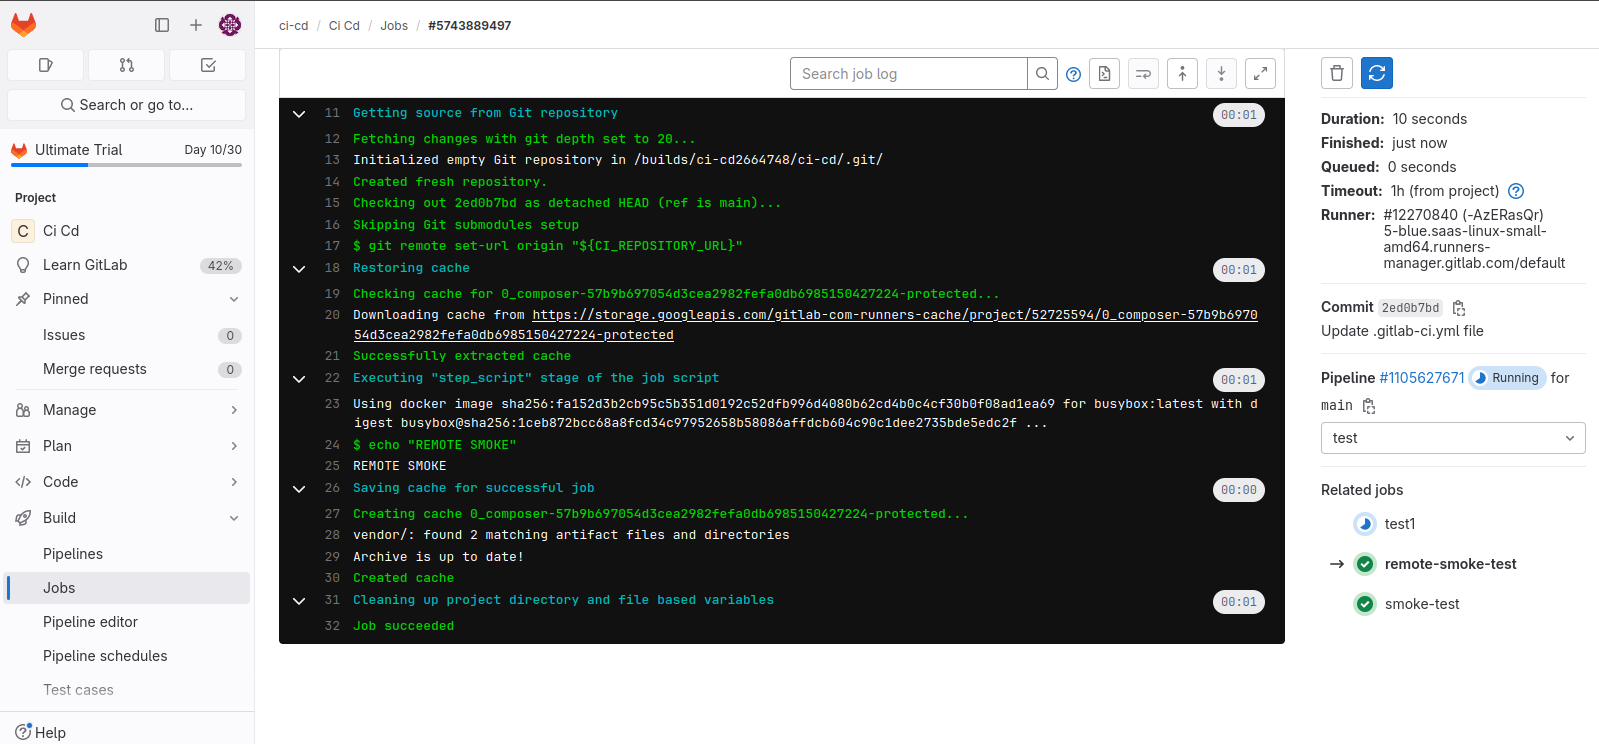 ci-cd / Ci Cd / Jobs / #5743889497
Search or go to...
Ultimate Trial Day 10/30
Project
C Ci Cd
Learn GitLab 42%
Pinned
Issues 0
Merge requests 0
Manage
Plan
Code
Build
Pipelines
Jobs
Pipeline editor
Pipeline schedules
Test cases
Help
Search job log
11 Getting source from Git repository 00:01
12 Fetching changes with git depth set to 20...
13 Initialized empty Git repository in /builds/ci-cd2664748/ci-cd/.git/
14 Created fresh repository.
15 Checking out 2ed0b7bd as detached HEAD (ref is main)...
16 Skipping Git submodules setup
17 $ git remote set-url origin "${CI_REPOSITORY_URL}"
18 Restoring cache 00:01
19 Checking cache for 0_composer-57b9b697054d3cea2982fefa0db6985150427224-protected...
20 Downloading cache from https://storage.googleapis.com/gitlab-com-runners-cache/project/52725594/0_composer-57b9b6970
54d3cea2982fefa0db6985150427224-protected
21 Successfully extracted cache
22 Executing "step_script" stage of the job script 00:01
23 Using docker image sha256:fa152d3b2cb95c5b351d0192c52dfb996d4080b62cd4b0c4cf30b0f08ad1ea69 for busybox:latest with d
igest busybox@sha256:1ceb872bcc68a8fcd34c97952658b58086affdcb604c90c1dee2735bde5edc2f ...
24 $ echo "REMOTE SMOKE"
25 REMOTE SMOKE
26 Saving cache for successful job 00:00
27 Creating cache 0_composer-57b9b697054d3cea2982fefa0db6985150427224-protected...
28 vendor/: found 2 matching artifact files and directories
29 Archive is up to date!
30 Created cache
31 Cleaning up project directory and file based variables 00:01
32 Job succeeded
Duration: 10 seconds
Finished: just now
Queued: 0 seconds
Timeout: 1h (from project)
Runner: #12270840 (-AzERasQr)
5-blue.saas-linux-small-
amd64.runners-
manager.gitlab.com/default
Commit 2ed0b7bd
Update .gitlab-ci.yml file
Pipeline #1105627671 Running for
main
test
Related jobs
test1
→ remote-smoke-test
smoke-test